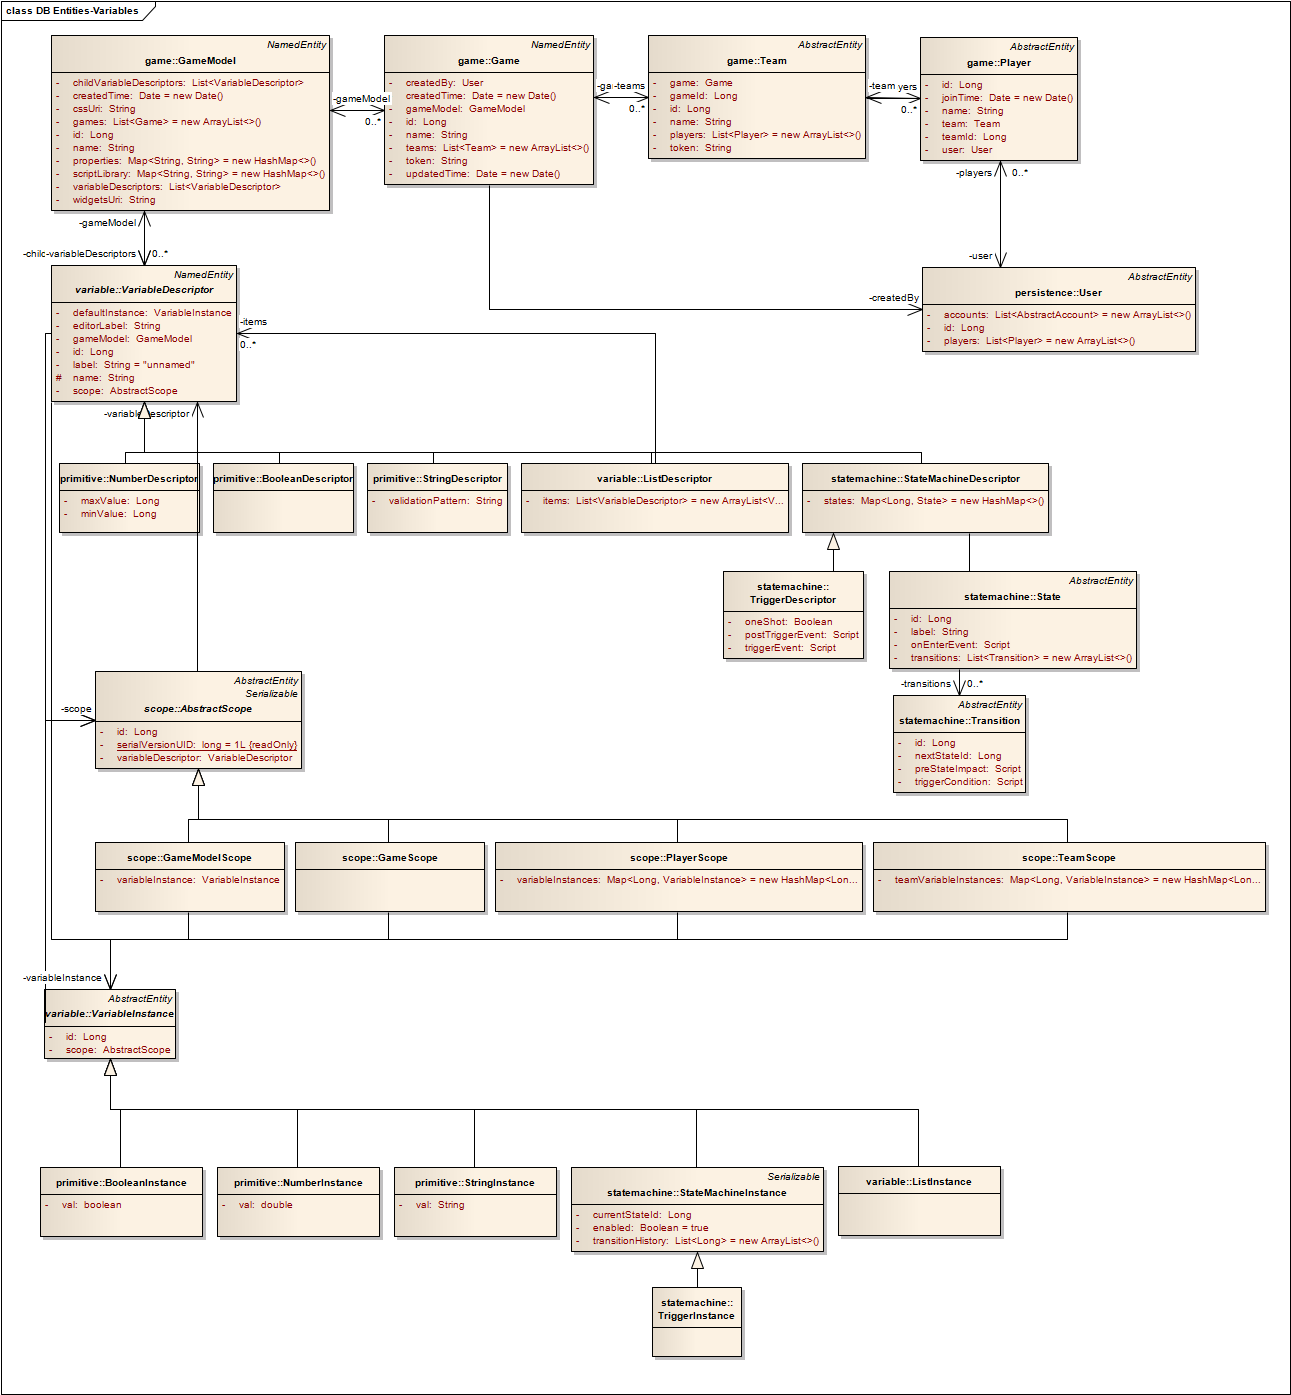 class DB Entities-Variables
NamedEntity
game::GameModel
- childVariableDescriptors: List<VariableDescriptor>
- createdTime: Date = new Date()
- cssUri: String
- games: List<Game> = new ArrayList<>()
- id: Long
- name: String
- properties: Map<String, String> = new HashMap<>()
- scriptLibrary: Map<String, String> = new HashMap<>()
- variableDescriptors: List<VariableDescriptor>
- widgetsUri: String
-gameModel
0..*
NamedEntity
game::Game
- createdBy: User
- createdTime: Date = new Date()
- gameModel: GameModel
- id: Long
- name: String
- teams: List<Team> = new ArrayList<>()
- token: String
- updatedTime: Date = new Date()
-ga
-teams
0..*
AbstractEntity
game::Team
- game: Game
- gameId: Long
- id: Long
- name: String
- players: List<Player> = new ArrayList<>()
- token: String
-team
yers
0..*
AbstractEntity
game::Player
- id: Long
- joinTime: Date = new Date()
- name: String
- team: Team
- teamId: Long
- user: User
-players
0..*
-user
-createdBy
AbstractEntity
persistence::User
- accounts: List<AbstractAccount> = new ArrayList<>()
- id: Long
- players: List<Player> = new ArrayList<>()
-gameModel
-chilc-variableDescriptors
0..*
NamedEntity
variable::VariableDescriptor
- defaultInstance: VariableInstance
- editorLabel: String
- gameModel: GameModel
- id: Long
- label: String = "unnamed"
# name: String
- scope: AbstractScope
-items
0..*
-variableDescriptor
primitive::NumberDescriptor
- maxValue: Long
- minValue: Long
primitive::BooleanDescriptor
primitive::StringDescriptor
- validationPattern: String
variable::ListDescriptor
- items: List<VariableDescriptor> = new ArrayList<V...
statemachine::StateMachineDescriptor
- states: Map<Long, State> = new HashMap<>()
statemachine::
TriggerDescriptor
- oneShot: Boolean
- postTriggerEvent: Script
- triggerEvent: Script
AbstractEntity
statemachine::State
- id: Long
- label: String
- onEnterEvent: Script
- transitions: List<Transition> = new ArrayList<>()
-transitions
0..*
AbstractEntity
statemachine::Transition
- id: Long
- nextStateId: Long
- preStateImpact: Script
- triggerCondition: Script
-scope
AbstractEntity
Serializable
scope::AbstractScope
- id: Long
- serialVersionUID: long = 1L {readOnly}
- variableDescriptor: VariableDescriptor
scope::GameModelScope
- variableInstance: VariableInstance
scope::GameScope
scope::PlayerScope
- variableInstances: Map<Long, VariableInstance> = new HashMap<Lon...
scope::TeamScope
- teamVariableInstances: Map<Long, VariableInstance> = new HashMap<Lon...
-variableInstance
AbstractEntity
variable::VariableInstance
- id: Long
- scope: AbstractScope
primitive::BooleanInstance
- val: boolean
primitive::NumberInstance
- val: double
primitive::StringInstance
- val: String
Serializable
statemachine::StateMachineInstance
- currentStateId: Long
- enabled: Boolean = true
- transitionHistory: List<Long> = new ArrayList<>()
variable::ListInstance
statemachine::
TriggerInstance